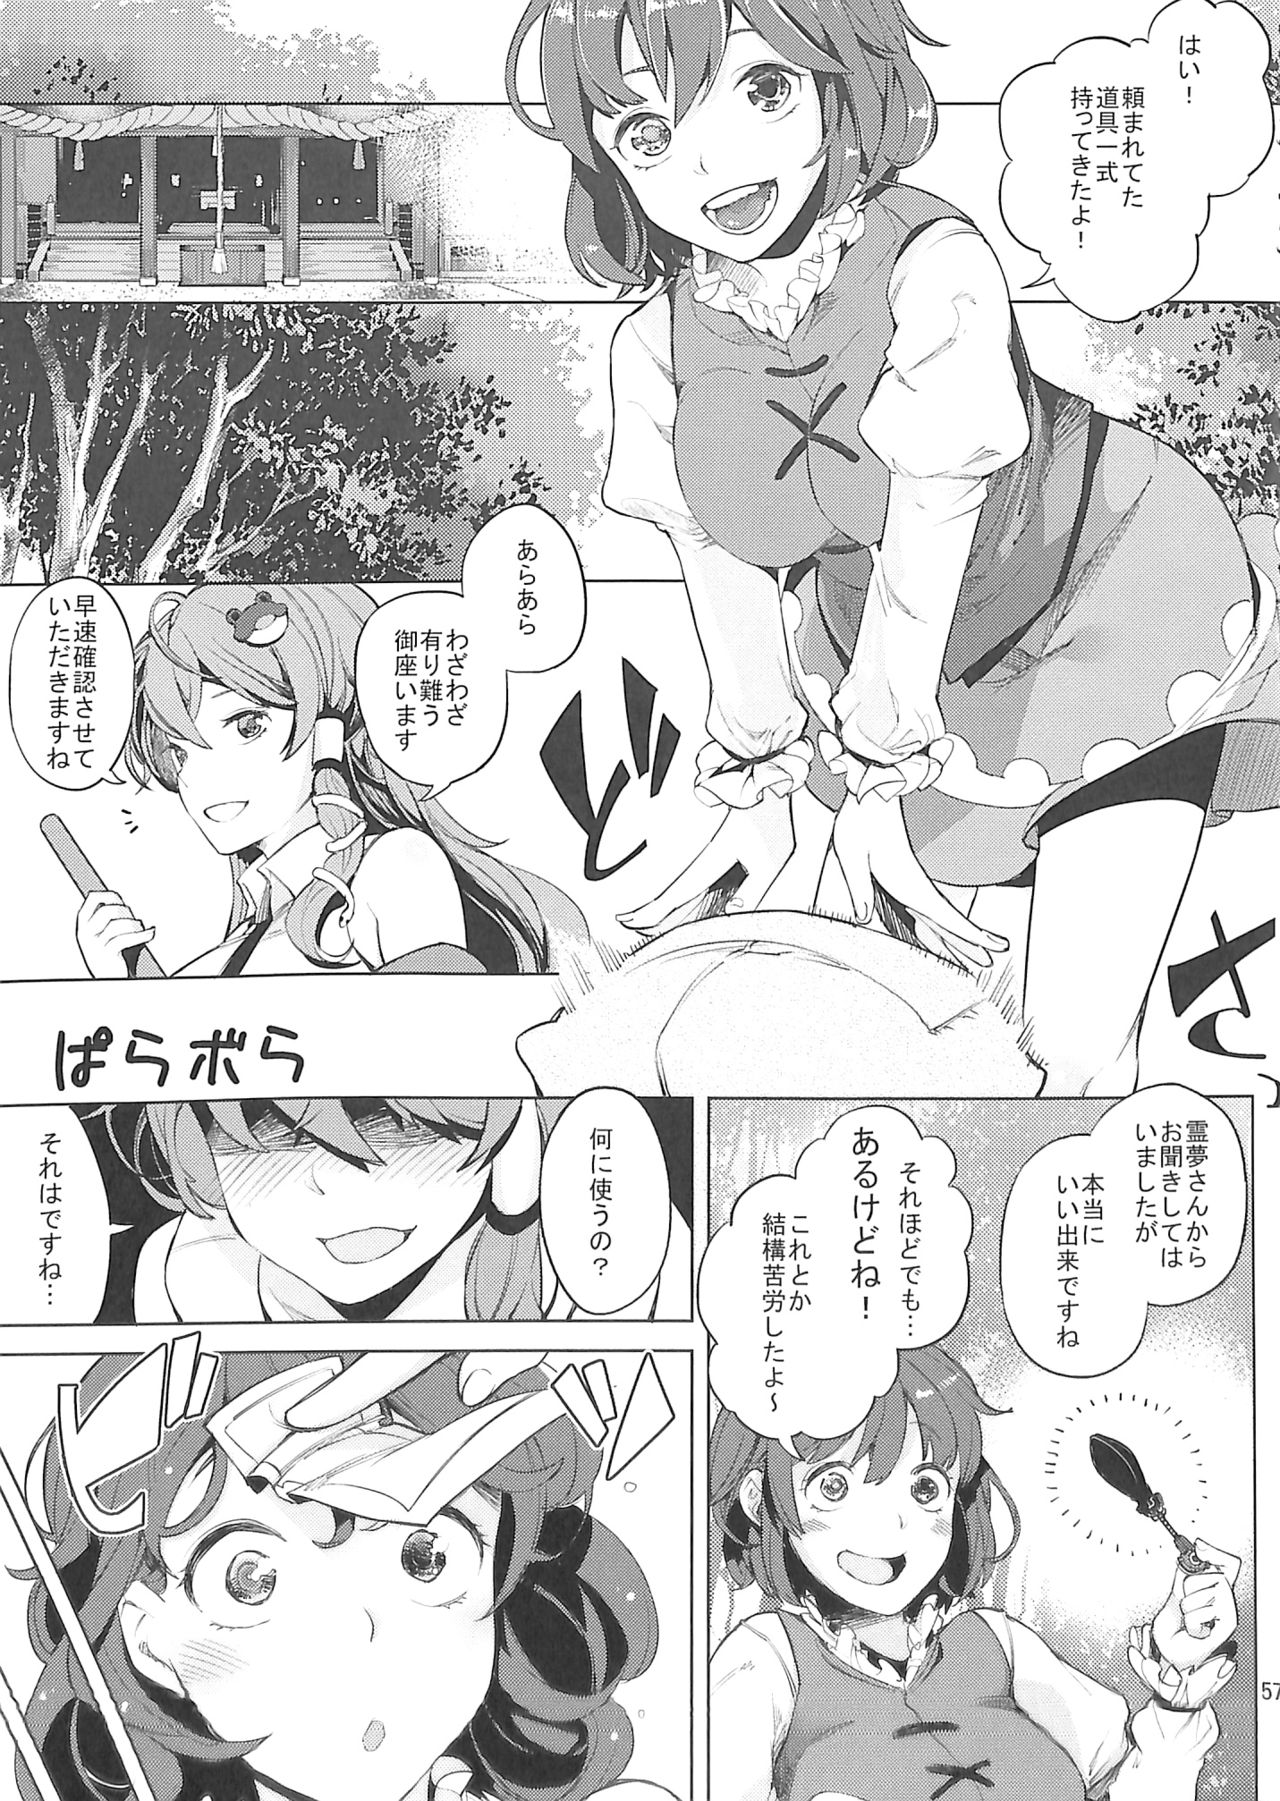 はい！
頼まれてた
道具一式
持ってきたよ！
ドサ
あらあら
わざわざ
有り難う
御座います
早速確認させて
いただきますね
ぱらボら
霊夢さんから
お聞きしては
いましたが
本当に
いい出来ですね
それほどでも…
あるけどね！
これとか
結構苦労したよ～
何に使うの？
それはですね…
ビシ
57